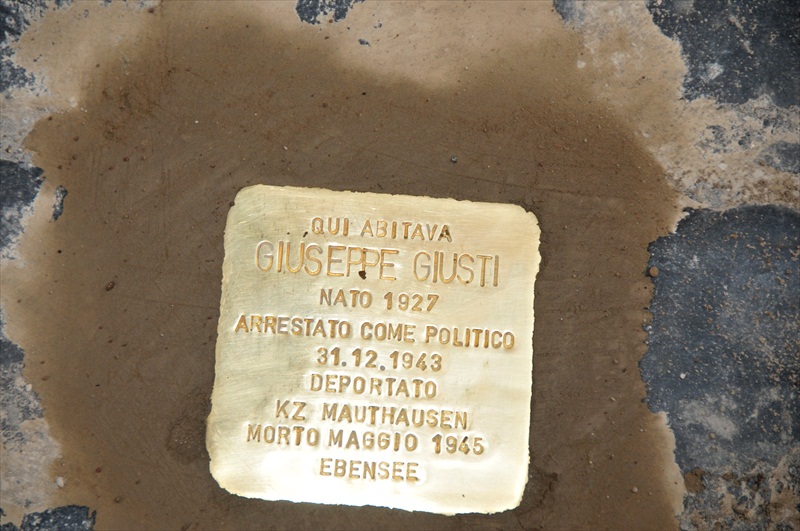 QUI ABITAVA
GIUSEPPE GIUSTI
NATO 1927
ARRESTATO COME POLITICO
31.12.1943
DEPORTATO
KZ MAUTHAUSEN
MORTO MAGGIO 1945
EBENSEE